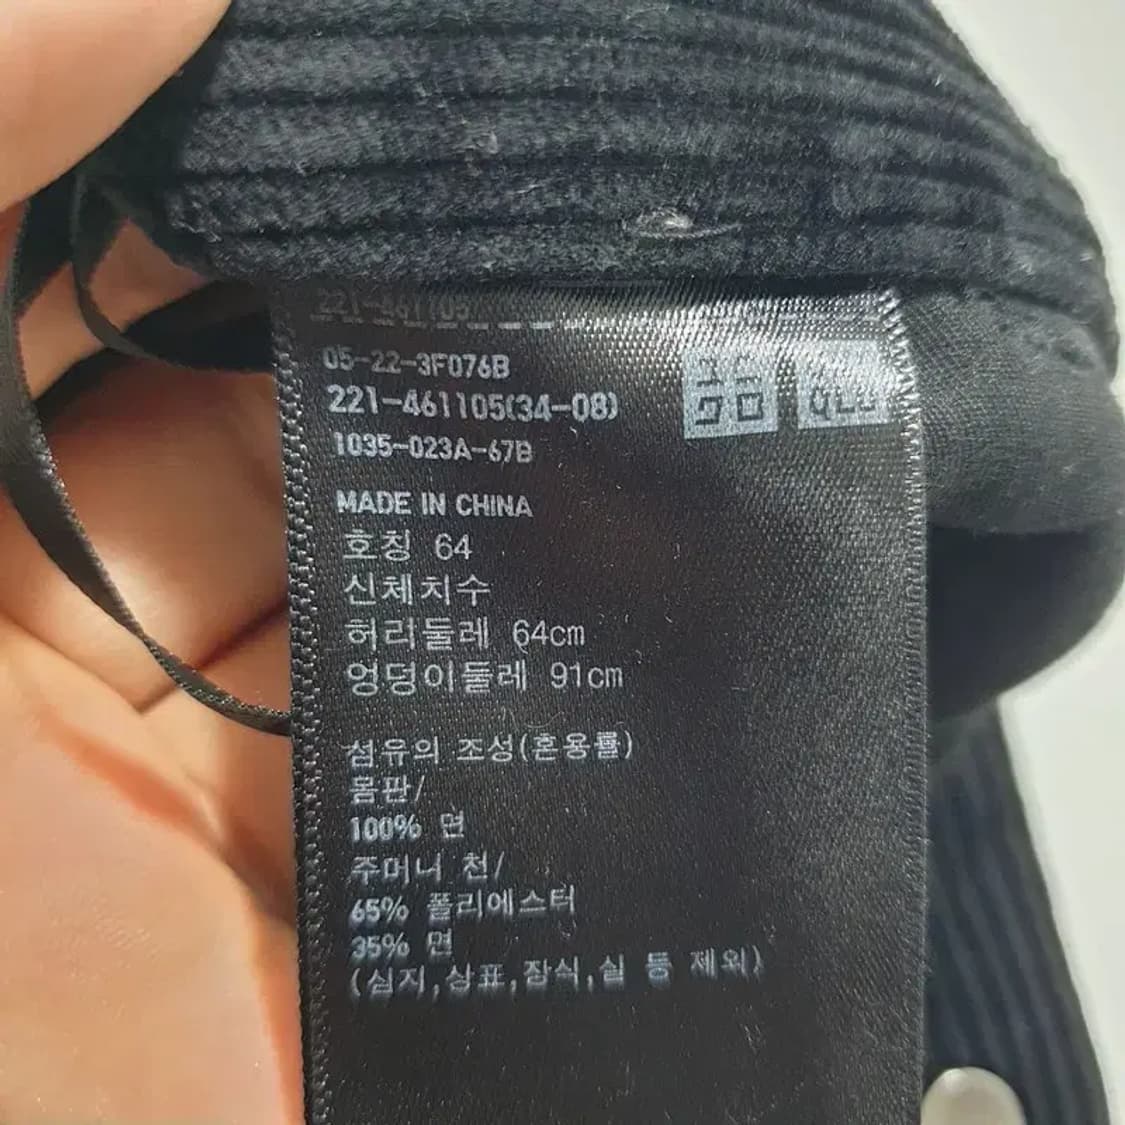 221-461105
05-22-3F076B
221-461105(34-08)
1035-023A-67B
MADE IN CHINA
호칭 64
신체치수
허리둘레 64cm
엉덩이둘레 91cm
섬유의 조성(혼용률)
몸판/
100% 면
주머니 천/
65% 폴리에스터
35% 면
(심지,상표,장식,실 등 제외)